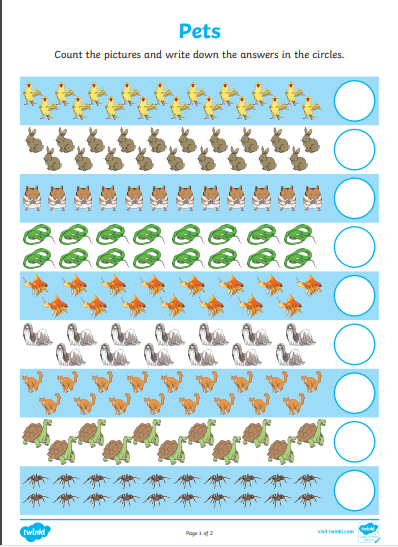 Pets
Count the pictures and write down the answers in the circles.
twinkl
Page 1 of 2
visit twinkl.com